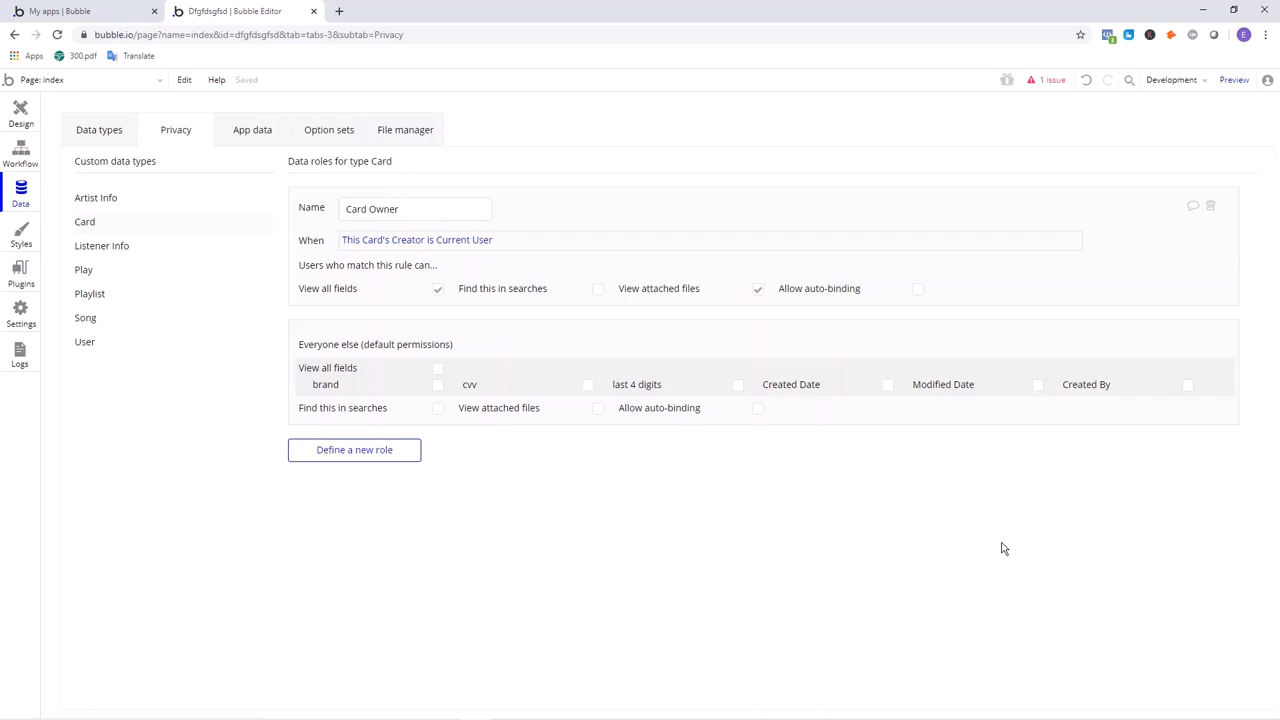 My apps | Bubble
Dfgfdsgfsd | Bubble Editor
bubble.io/page?name=index&id=dfgfdsgfsd&tab=tabs-3&subtab=Privacy
E
Apps
300.pdf
Translate
Page: index
Edit
Help
Saved
1 issue
Development
Preview
Design
Workflow
Data
Styles
Plugins
Settings
Logs
Data types
Privacy
App data
Option sets
File manager
Custom data types
Artist Info
Card
Listener Info
Play
Playlist
Song
User
Data roles for type Card
Name
Card Owner
When
This Card's Creator is Current User
Users who match this rule can...
View all fields
Find this in searches
View attached files
Allow auto-binding
Everyone else (default permissions)
View all fields
brand
cvv
last 4 digits
Created Date
Modified Date
Created By
Find this in searches
View attached files
Allow auto-binding
Define a new role